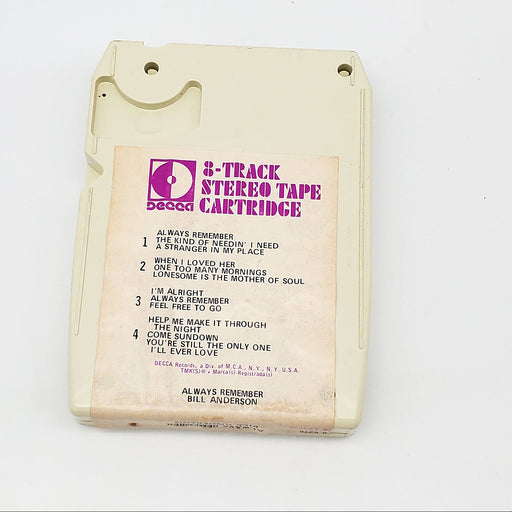 8-TRACK
STEREO TAPE
CARTRIDGE
DECCA
1
ALWAYS REMEMBER
THE KIND OF NEEDIN' I NEED
A STRANGER IN MY PLACE
2
WHEN I LOVED HER
ONE TOO MANY MORNINGS
LONESOME IS THE MOTHER OF SOUL
3
I'M ALRIGHT
ALWAYS REMEMBER
FEEL FREE TO GO
4
HELP ME MAKE IT THROUGH
THE NIGHT
COME SUNDOWN
YOU'RE STILL THE ONLY ONE
I'LL EVER LOVE
DECCA Records, a Div. of M.C.A., N.Y., N.Y. U.S.A.
TMK(S)® • Marca(s) Registrada(s)
ALWAYS REMEMBER
BILL ANDERSON